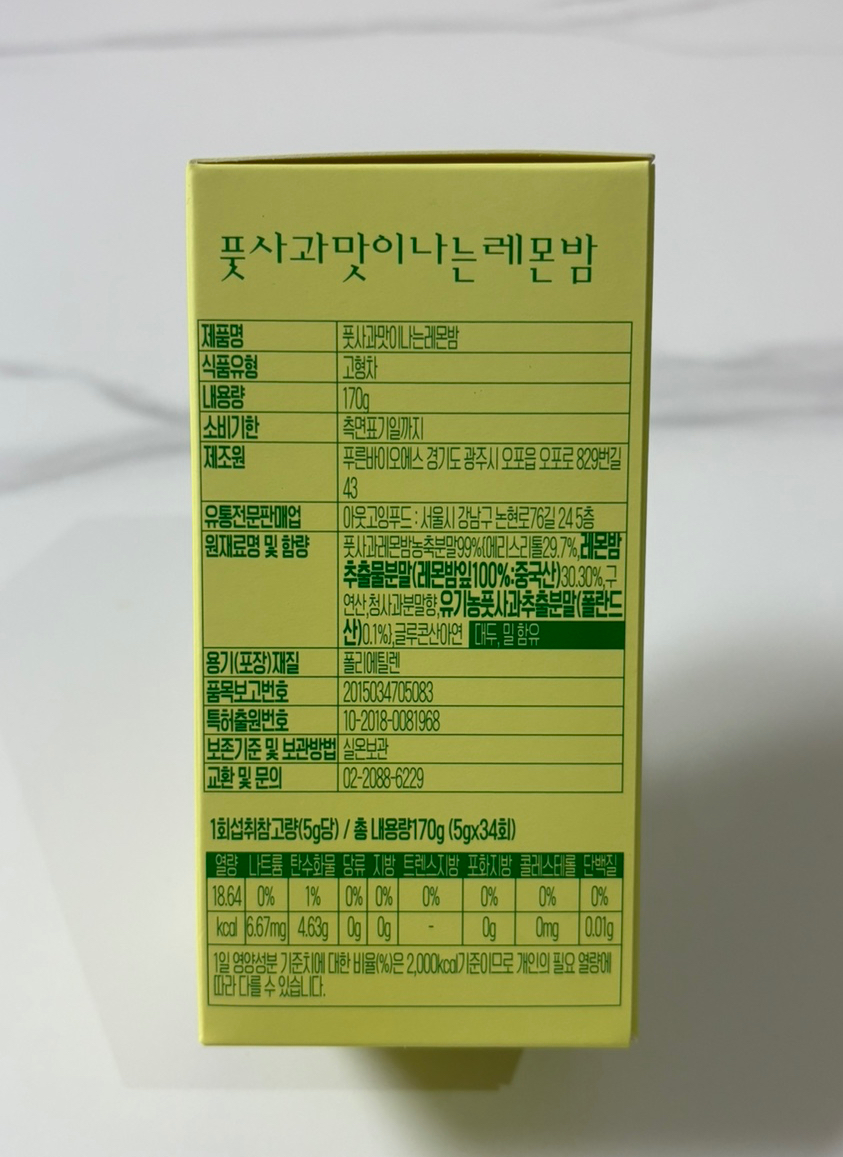 풋사과맛이나는레몬밤
제품명 풋사과맛이나는레몬밤
식품유형 고형차
내용량 170g
소비기한 측면표기일까지
제조원 푸른바이오에스 경기도 광주시 오포읍 오포로 829번길
43
유통전문판매업 아웃고잉푸드 : 서울시 강남구 논현로76길 24 5층
원재료명 및 함량 풋사과레몬밤농축분말99%{(에리스리톨29.7%,레몬밤
추출물분말(레몬밤잎100%:중국산)30.30%,구
연산,청사과분말향,유기농풋사과추출분말(폴란드
산)0.1%},글루콘산아연 대두, 밀 함유
용기(포장)재질 폴리에틸렌
품목보고번호 2015034705083
특허출원번호 10-2018-0081968
보존기준 및 보관방법 실온보관
교환 및 문의 02-2088-6229
1회섭취참고량(5g당) / 총 내용량170g (5gx34회)
열량 나트륨 탄수화물 당류 지방 트랜스지방 포화지방 콜레스테롤 단백질
18.64 0% 1% 0% 0% 0% 0% 0% 0%
kcal 6.67mg 4.63g 0g 0g - 0g 0mg 0.01g
1일 영양성분 기준치에 대한 비율(%)은 2,000kcal기준이므로 개인의 필요 열량에
따라 다를 수 있습니다.